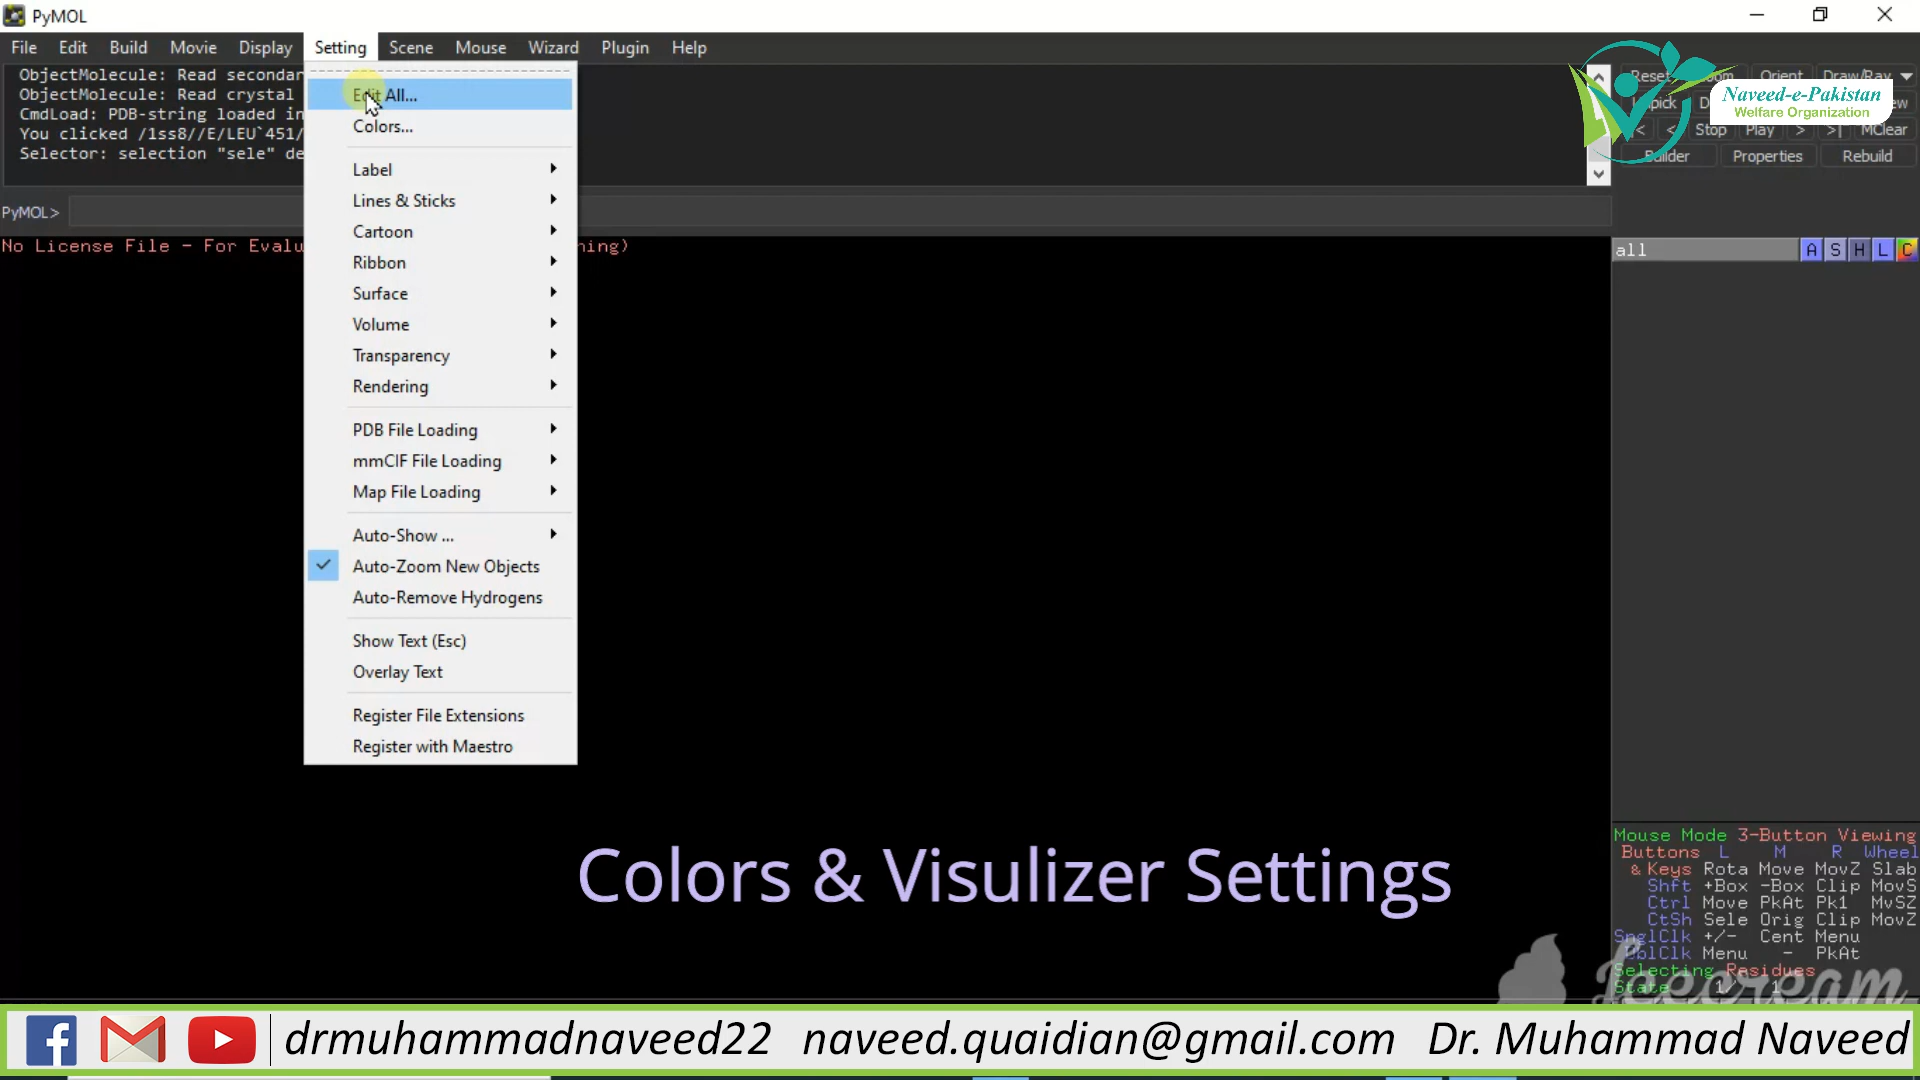 PyMOL
File Edit Build Movie Display Setting Scene Mouse Wizard Plugin Help
ObjectMolecule: Read secondar
ObjectMolecule: Read crystal
CmdLoad: PDB-string loaded in
You clicked /1ss8//E/LEU`451/
Selector: selection "sele" de
PyMOL>
No License File - For Evalu
ning)
Edit All...
Colors...
Label
Lines & Sticks
Cartoon
Ribbon
Surface
Volume
Transparency
Rendering
PDB File Loading
mmCIF File Loading
Map File Loading
Auto-Show ...
Auto-Zoom New Objects
Auto-Remove Hydrogens
Show Text (Esc)
Overlay Text
Register File Extensions
Register with Maestro
Reset Orient Draw/Ray
Naveed-e-Pakistan
Welfare Organization
|< < Stop Play > >| MClear
Builder Properties Rebuild
all A S H L C
Mouse Mode 3-Button Viewing
Buttons L M R Wheel
& Keys Rota Move MovZ Slab
Shft +Box -Box Clip MovS
Ctrl Move PkAt Pk1 MvSZ
CtSh Sele Orig Clip MovZ
SnglClk +/- Cent Menu
DblClk Menu - PkAt
Selecting Residues
State 1/ 1
Icecream
Colors & Visulizer Settings
drmuhammadnaveed22 naveed.quaidian@gmail.com Dr. Muhammad Naveed